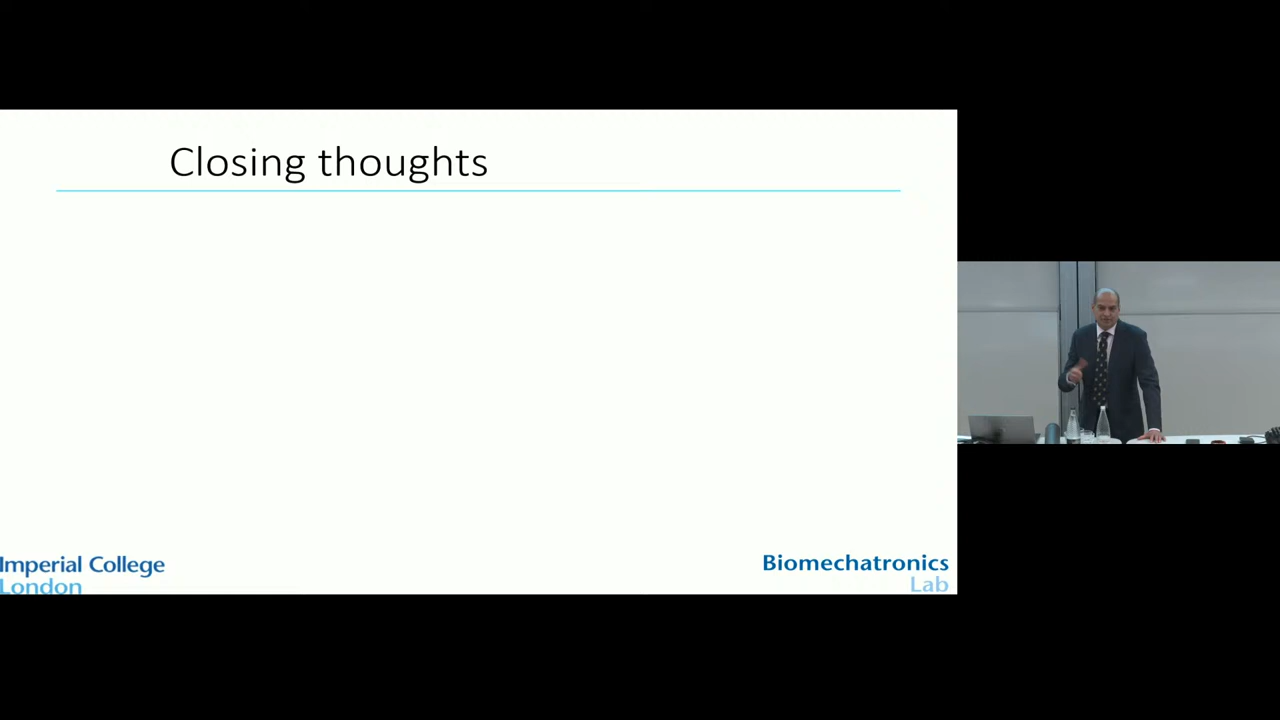 Closing thoughts
Imperial College
London
Biomechatronics
Lab